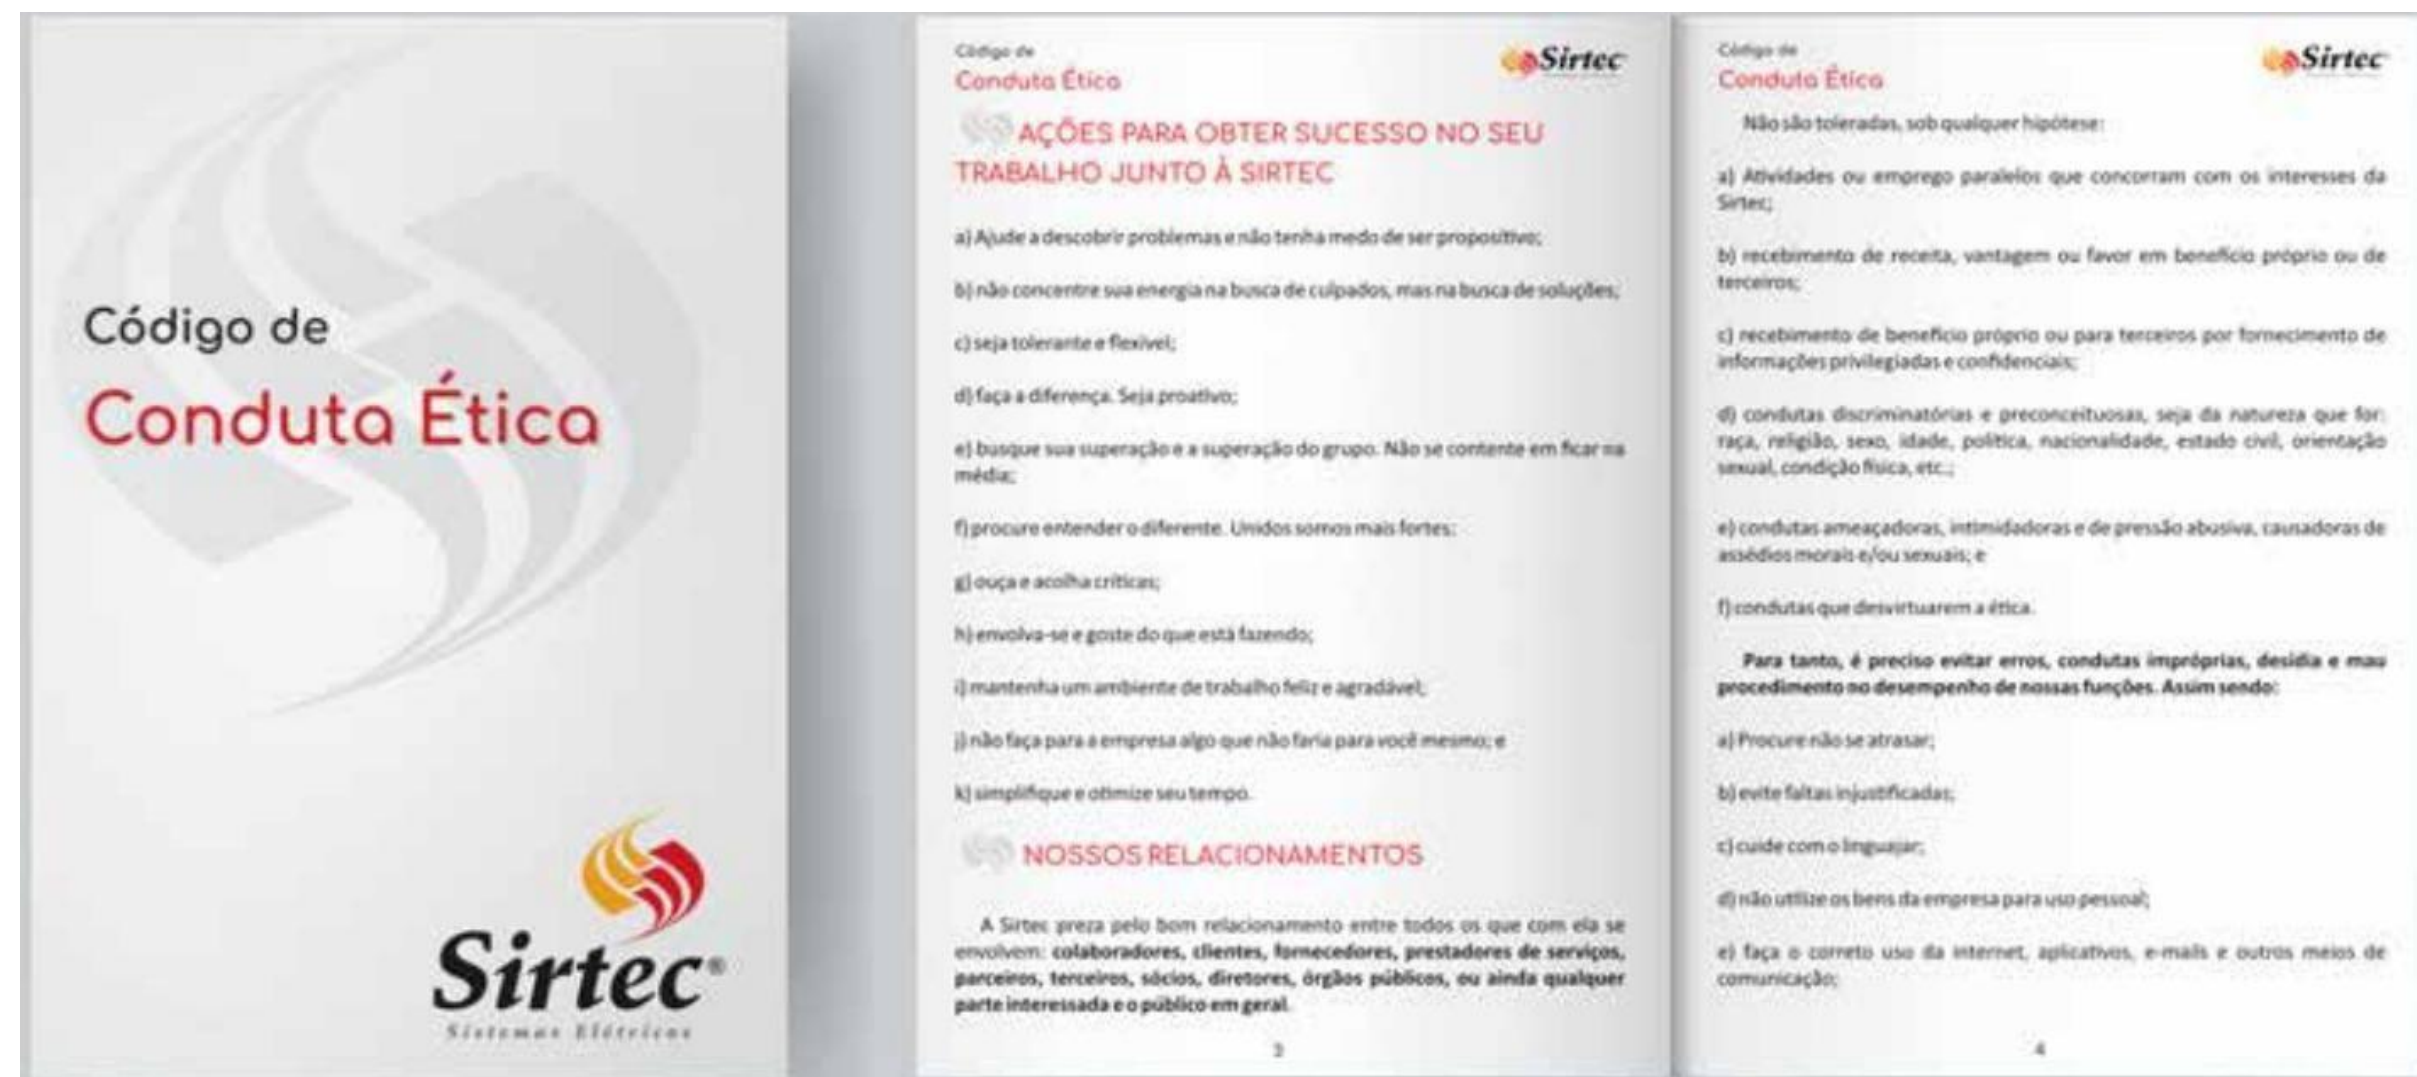 Código de
Conduta Ética
Sirtec®
Sistemas Elétricos
Código de
Conduta Ética
Sirtec
AÇÕES PARA OBTER SUCESSO NO SEU
TRABALHO JUNTO À SIRTEC
a) Ajude a descobrir problemas e não tenha medo de ser propositivo;
b) não concentre sua energia na busca de culpados, mas na busca de soluções;
c) seja tolerante e flexível;
d) faça a diferença. Seja proativo;
e) busque sua superação e a superação do grupo. Não se contente em ficar na
média;
f) procure entender o diferente. Unidos somos mais fortes;
g) ouça e acolha críticas;
h) envolva-se e goste do que está fazendo;
i) mantenha um ambiente de trabalho feliz e agradável;
j) não faça para a empresa algo que não faria para você mesmo; e
k) simplifique e otimize seu tempo.
NOSSOS RELACIONAMENTOS
A Sirtec preza pelo bom relacionamento entre todos os que com ela se
envolvem: colaboradores, clientes, fornecedores, prestadores de serviços,
parceiros, terceiros, sócios, diretores, órgãos públicos, ou ainda qualquer
parte interessada e o público em geral.
3
Código de
Conduta Ética
Sirtec
Não são toleradas, sob qualquer hipótese:
a) Atividades ou emprego paralelos que concorram com os interesses da
Sirtec;
b) recebimento de receita, vantagem ou favor em benefício próprio ou de
terceiros;
c) recebimento de benefício próprio ou para terceiros por fornecimento de
informações privilegiadas e confidenciais;
d) condutas discriminatórias e preconceituosas, seja da natureza que for:
raça, religião, sexo, idade, política, nacionalidade, estado civil, orientação
sexual, condição física, etc.;
e) condutas ameaçadoras, intimidadoras e de pressão abusiva, causadoras de
assédios morais e/ou sexuais; e
f) condutas que desvirtuarem a ética.
Para tanto, é preciso evitar erros, condutas impróprias, desídia e mau
procedimento no desempenho de nossas funções. Assim sendo:
a) Procure não se atrasar;
b) evite faltas injustificadas;
c) cuide com o linguajar;
d) não utilize os bens da empresa para uso pessoal;
e) faça o correto uso da internet, aplicativos, e-mails e outros meios de
comunicação;
4